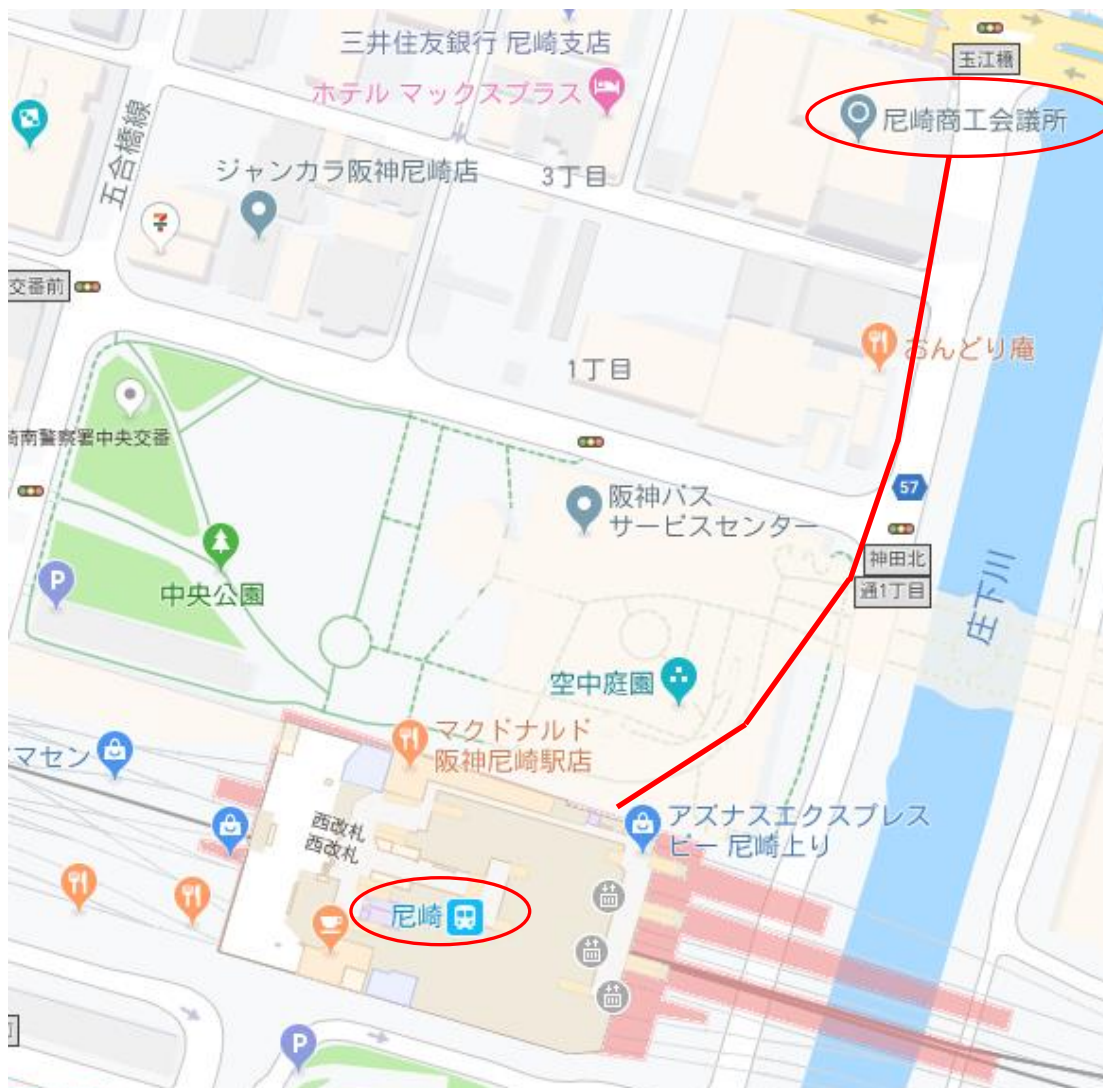 三井住友銀行 尼崎支店
玉江橋
ホテル マックスプラス
尼崎商工会議所
五合橋線
ジャンカラ阪神尼崎店
3丁目
交番前
おんどり庵
1丁目
崎南警察署中央交番
57
阪神バス
サービスセンター
神田北
通1丁目
P
中央公園
庄下川
空中庭園
マクドナルド
阪神尼崎駅店
マセン
アズナスエクスプレス
ビー 尼崎上り
西改札
西改札
尼崎
P